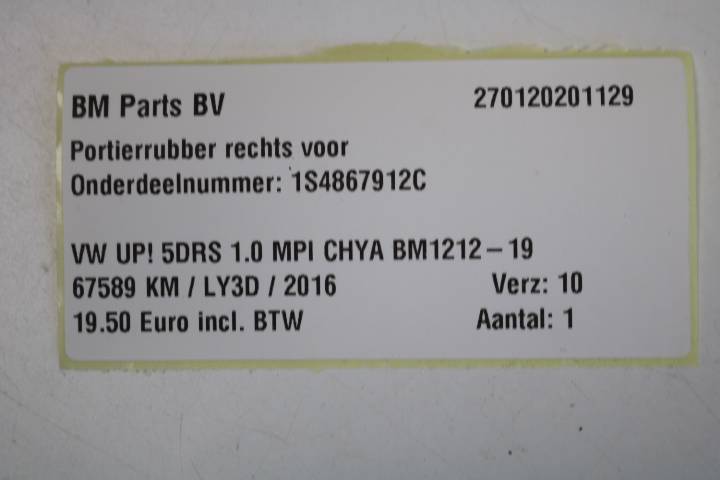 BM Parts BV 270120201129
Portierrubber rechts voor
Onderdeelnummer: 1S4867912C
VW UP! 5DRS 1.0 MPI CHYA BM1212-19
67589 KM / LY3D / 2016 Verz: 10
19.50 Euro incl. BTW Aantal: 1